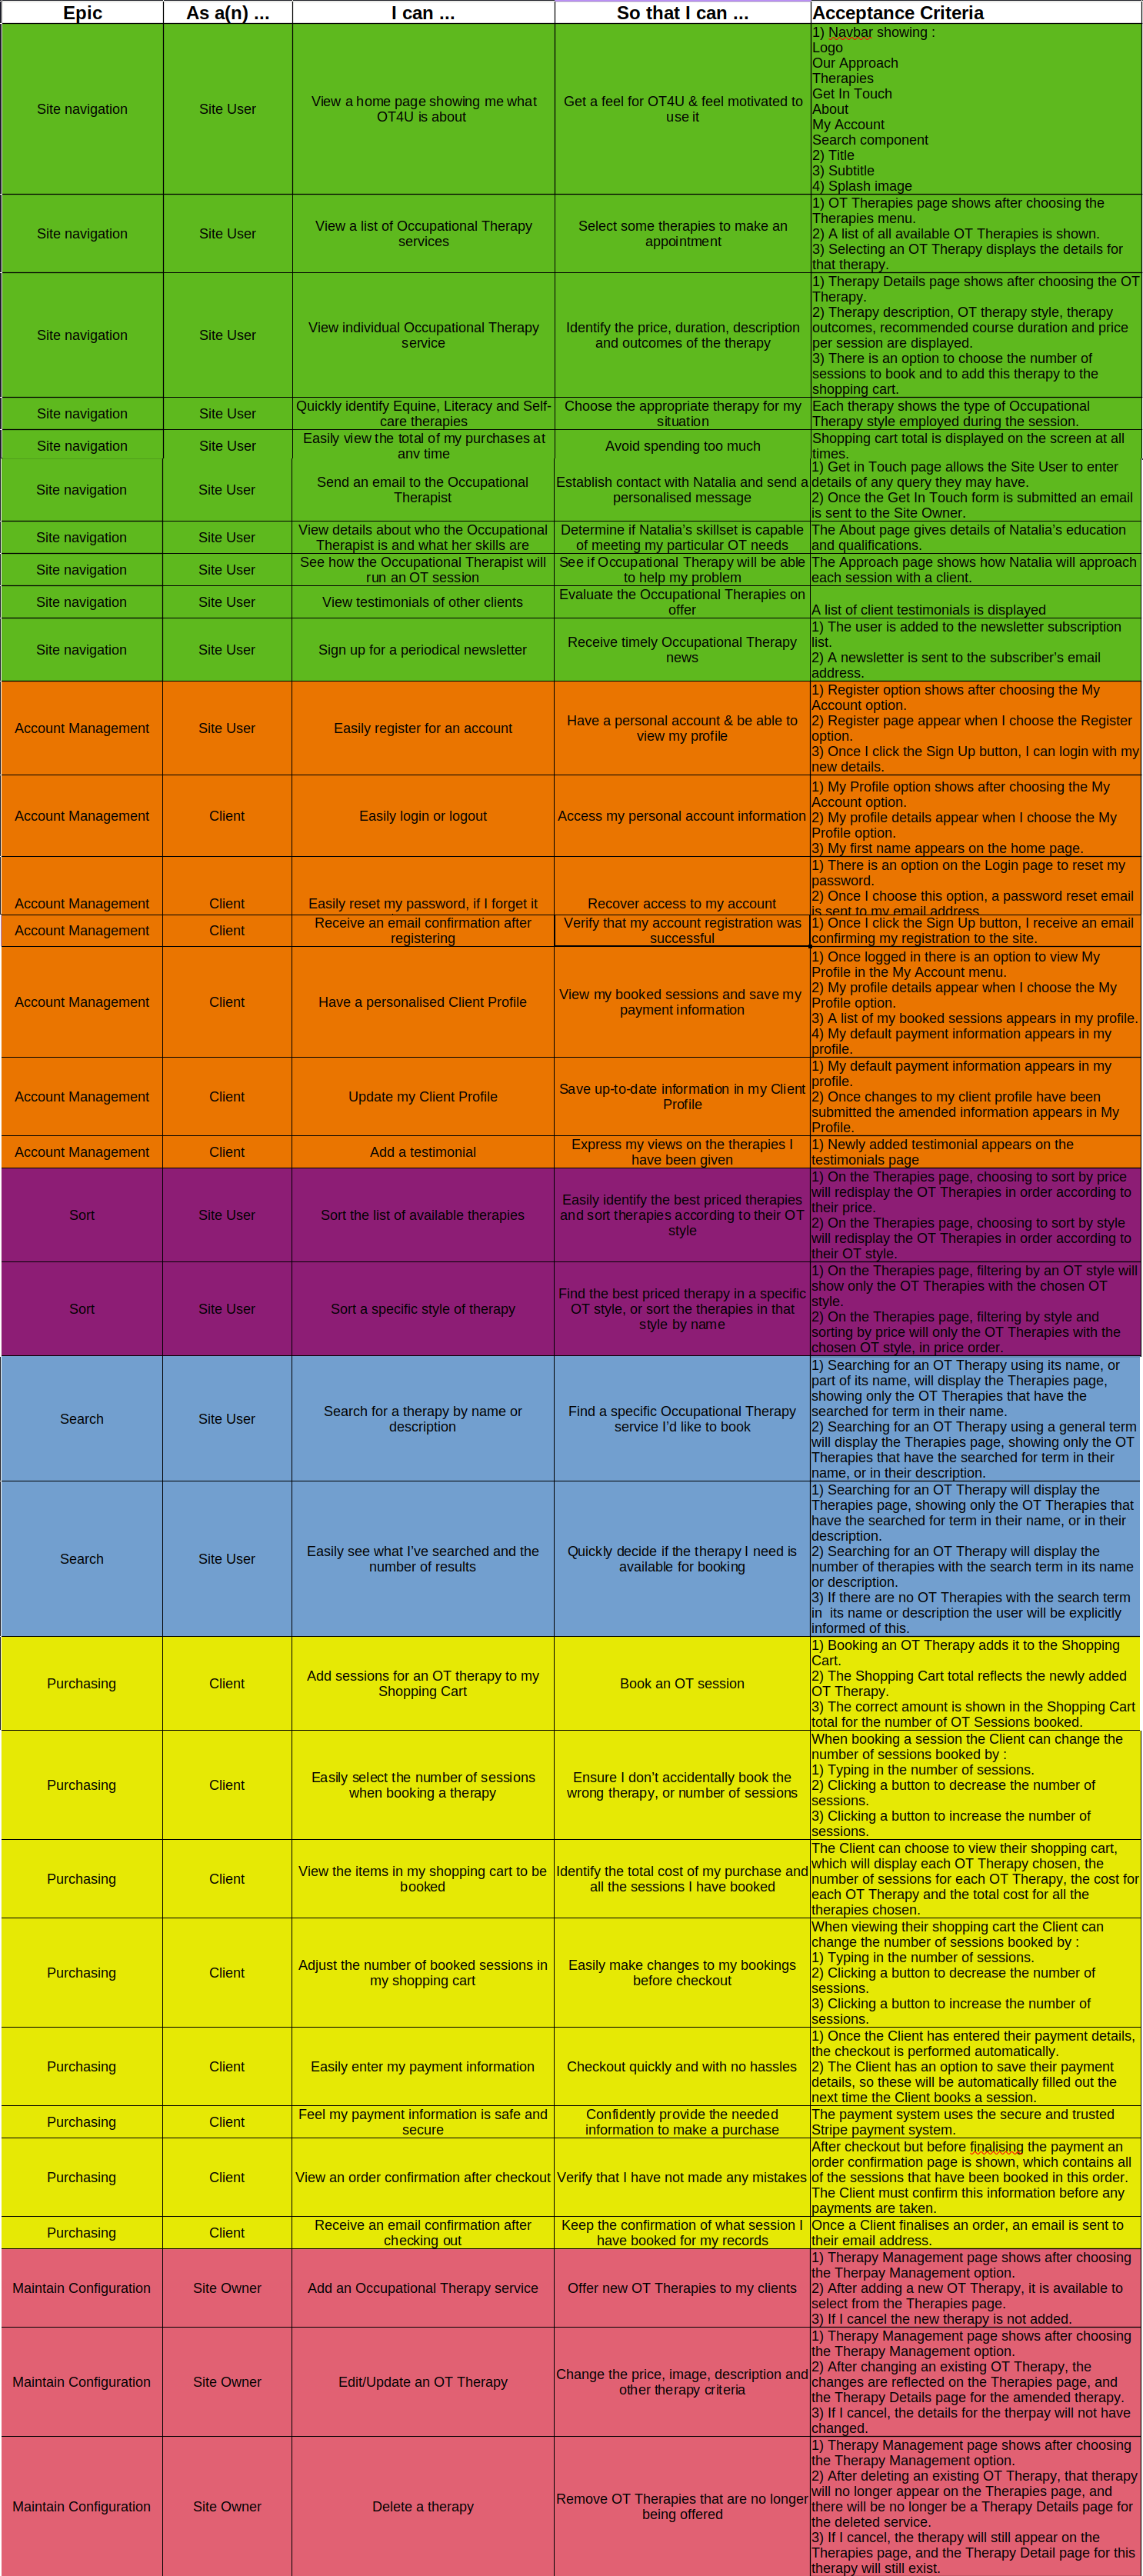 Epic As a(n) ... I can ... So that I can ... Acceptance Criteria
Site navigation
Site User
View a home page showing me what
OT4U is about
Get a feel for OT4U & feel motivated to
use it
1) Navbar showing :
Logo
Our Approach
Therapies
Get In Touch
About
My Account
Search component
2) Title
3) Subtitle
4) Splash image
Site navigation
Site User
View a list of Occupational Therapy
services
Select some therapies to make an
appointment
1) OT Therapies page shows after choosing the
Therapies menu.
2) A list of all available OT Therapies is shown.
3) Selecting an OT Therapy displays the details for
that therapy.
Site navigation
Site User
View individual Occupational Therapy
service
Identify the price, duration, description
and outcomes of the therapy
1) Therapy Details page shows after choosing the OT
Therapy.
2) Therapy description, OT therapy style, therapy
outcomes, recommended course duration and price
per session are displayed.
3) There is an option to choose the number of
sessions to book and to add this therapy to the
shopping cart.
Site navigation
Site User
Quickly identify Equine, Literacy and Self-
care therapies
Choose the appropriate therapy for my
situation
Each therapy shows the type of Occupational
Therapy style employed during the session.
Site navigation
Site User
Easily view the total of my purchases at
any time
Avoid spending too much
Shopping cart total is displayed on the screen at all
times.
Site navigation
Site User
Send an email to the Occupational
Therapist
Establish contact with Natalia and send a
personalised message
1) Get in Touch page allows the Site User to enter
details of any query they may have.
2) Once the Get In Touch form is submitted an email
is sent to the Site Owner.
Site navigation
Site User
View details about who the Occupational
Therapist is and what her skills are
Determine if Natalia's skillset is capable
of meeting my particular OT needs
The About page gives details of Natalia's education
and qualifications.
Site navigation
Site User
See how the Occupational Therapist will
run an OT session
See if Occupational Therapy will be able
to help my problem
The Approach page shows how Natalia will approach
each session with a client.
Site navigation
Site User
View testimonials of other clients
Evaluate the Occupational Therapies on
offer
A list of client testimonials is displayed
Site navigation
Site User
Sign up for a periodical newsletter
Receive timely Occupational Therapy
news
1) The user is added to the newsletter subscription
list.
2) A newsletter is sent to the subscriber's email
address.
Account Management
Site User
Easily register for an account
Have a personal account & be able to
view my profile
1) Register option shows after choosing the My
Account option.
2) Register page appear when I choose the Register
option.
3) Once I click the Sign Up button, I can login with my
new details.
Account Management
Client
Easily login or logout
Access my personal account information
1) My Profile option shows after choosing the My
Account option.
2) My profile details appear when I choose the My
Profile option.
3) My first name appears on the home page.
Account Management
Client
Easily reset my password, if I forget it
Recover access to my account
1) There is an option on the Login page to reset my
password.
2) Once I choose this option, a password reset email
is sent to my email address.
Account Management
Client
Receive an email confirmation after
registering
Verify that my account registration was
successful
1) Once I click the Sign Up button, I receive an email
confirming my registration to the site.
Account Management
Client
Have a personalised Client Profile
View my booked sessions and save my
payment information
1) Once logged in there is an option to view My
Profile in the My Account menu.
2) My profile details appear when I choose the My
Profile option.
3) A list of my booked sessions appears in my profile.
4) My default payment information appears in my
profile.
Account Management
Client
Update my Client Profile
Save up-to-date information in my Client
Profile
1) My default payment information appears in my
profile.
2) Once changes to my client profile have been
submitted the amended information appears in My
Profile.
Account Management
Client
Add a testimonial
Express my views on the therapies I
have been given
1) Newly added testimonial appears on the
testimonials page
Sort
Site User
Sort the list of available therapies
Easily identify the best priced therapies
and sort therapies according to their OT
style
1) On the Therapies page, choosing to sort by price
will redisplay the OT Therapies in order according to
their price.
2) On the Therapies page, choosing to sort by style
will redisplay the OT Therapies in order according to
their OT style.
Sort
Site User
Sort a specific style of therapy
Find the best priced therapy in a specific
OT style, or sort the therapies in that
style by name
1) On the Therapies page, filtering by an OT style will
show only the OT Therapies with the chosen OT
style.
2) On the Therapies page, filtering by style and
sorting by price will only the OT Therapies with the
chosen OT style, in price order.
Search
Site User
Search for a therapy by name or
description
Find a specific Occupational Therapy
service I'd like to book
1) Searching for an OT Therapy using its name, or
part of its name, will display the Therapies page,
showing only the OT Therapies that have the
searched for term in their name.
2) Searching for an OT Therapy using a general term
will display the Therapies page, showing only the OT
Therapies that have the searched for term in their
name, or in their description.
Search
Site User
Easily see what I've searched and the
number of results
Quickly decide if the therapy I need is
available for booking
1) Searching for an OT Therapy will display the
Therapies page, showing only the OT Therapies that
have the searched for term in their name, or in their
description.
2) Searching for an OT Therapy will display the
number of therapies with the search term in its name
or description.
3) If there are no OT Therapies with the search term
in  its name or description the user will be explicitly
informed of this.
Purchasing
Client
Add sessions for an OT therapy to my
Shopping Cart
Book an OT session
1) Booking an OT Therapy adds it to the Shopping
Cart.
2) The Shopping Cart total reflects the newly added
OT Therapy.
3) The correct amount is shown in the Shopping Cart
total for the number of OT Sessions booked.
Purchasing
Client
Easily select the number of sessions
when booking a therapy
Ensure I don't accidentally book the
wrong therapy, or number of sessions
When booking a session the Client can change the
number of sessions booked by :
1) Typing in the number of sessions.
2) Clicking a button to decrease the number of
sessions.
3) Clicking a button to increase the number of
sessions.
Purchasing
Client
View the items in my shopping cart to be
booked
Identify the total cost of my purchase and
all the sessions I have booked
The Client can choose to view their shopping cart,
which will display each OT Therapy chosen, the
number of sessions for each OT Therapy, the cost for
each OT Therapy and the total cost for all the
therapies chosen.
Purchasing
Client
Adjust the number of booked sessions in
my shopping cart
Easily make changes to my bookings
before checkout
When viewing their shopping cart the Client can
change the number of sessions booked by :
1) Typing in the number of sessions.
2) Clicking a button to decrease the number of
sessions.
3) Clicking a button to increase the number of
sessions.
Purchasing
Client
Easily enter my payment information
Checkout quickly and with no hassles
1) Once the Client has entered their payment details,
the checkout is performed automatically.
2) The Client has an option to save their payment
details, so these will be automatically filled out the
next time the Client books a session.
Purchasing
Client
Feel my payment information is safe and
secure
Confidently provide the needed
information to make a purchase
The payment system uses the secure and trusted
Stripe payment system.
Purchasing
Client
View an order confirmation after checkout
Verify that I have not made any mistakes
After checkout but before finalising the payment an
order confirmation page is shown, which contains all
of the sessions that have been booked in this order.
The Client must confirm this information before any
payments are taken.
Purchasing
Client
Receive an email confirmation after
checking out
Keep the confirmation of what session I
have booked for my records
Once a Client finalises an order, an email is sent to
their email address.
Maintain Configuration
Site Owner
Add an Occupational Therapy service
Offer new OT Therapies to my clients
1) Therapy Management page shows after choosing
the Therpay Management option.
2) After adding a new OT Therapy, it is available to
select from the Therapies page.
3) If I cancel the new therapy is not added.
Maintain Configuration
Site Owner
Edit/Update an OT Therapy
Change the price, image, description and
other therapy criteria
1) Therapy Management page shows after choosing
the Therapy Management option.
2) After changing an existing OT Therapy, the
changes are reflected on the Therapies page, and
the Therapy Details page for the amended therapy.
3) If I cancel, the details for the therpay will not have
changed.
Maintain Configuration
Site Owner
Delete a therapy
Remove OT Therapies that are no longer
being offered
1) Therapy Management page shows after choosing
the Therapy Management option.
2) After deleting an existing OT Therapy, that therapy
will no longer appear on the Therapies page, and
there will be no longer be a Therapy Details page for
the deleted service.
3) If I cancel, the therapy will still appear on the
Therapies page, and the Therapy Detail page for this
therapy will still exist.